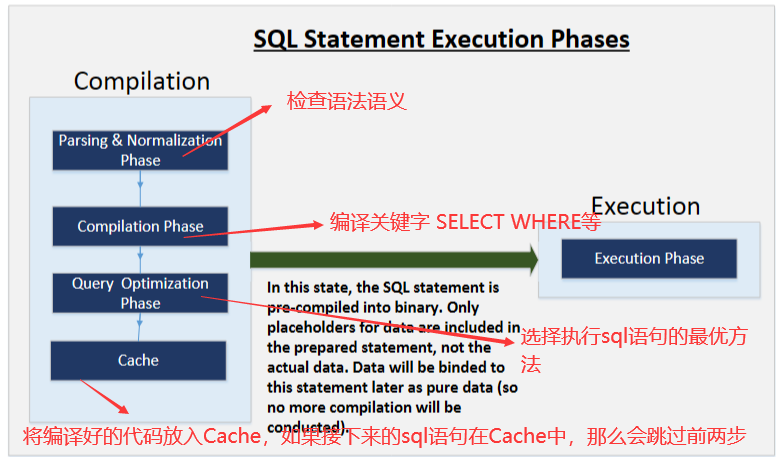 SQL Statement Execution Phases
Compilation
检查语法语义
Parsing & Normalization
Phase
Compilation Phase
编译关键字 SELECT WHERE等
Query Optimization
Phase
Cache
Execution
Execution Phase
In this state, the SQL statement is
pre-compiled into binary. Only
placeholders for data are included in
the prepared statement, not the
actual data. Data will be binded to
this statement later as pure data (so
no more compilation will be
conducted).
选择执行sql语句的最优方
法
将编译好的代码放入Cache，如果接下来的sql语句在Cache中，那么会跳过前两步